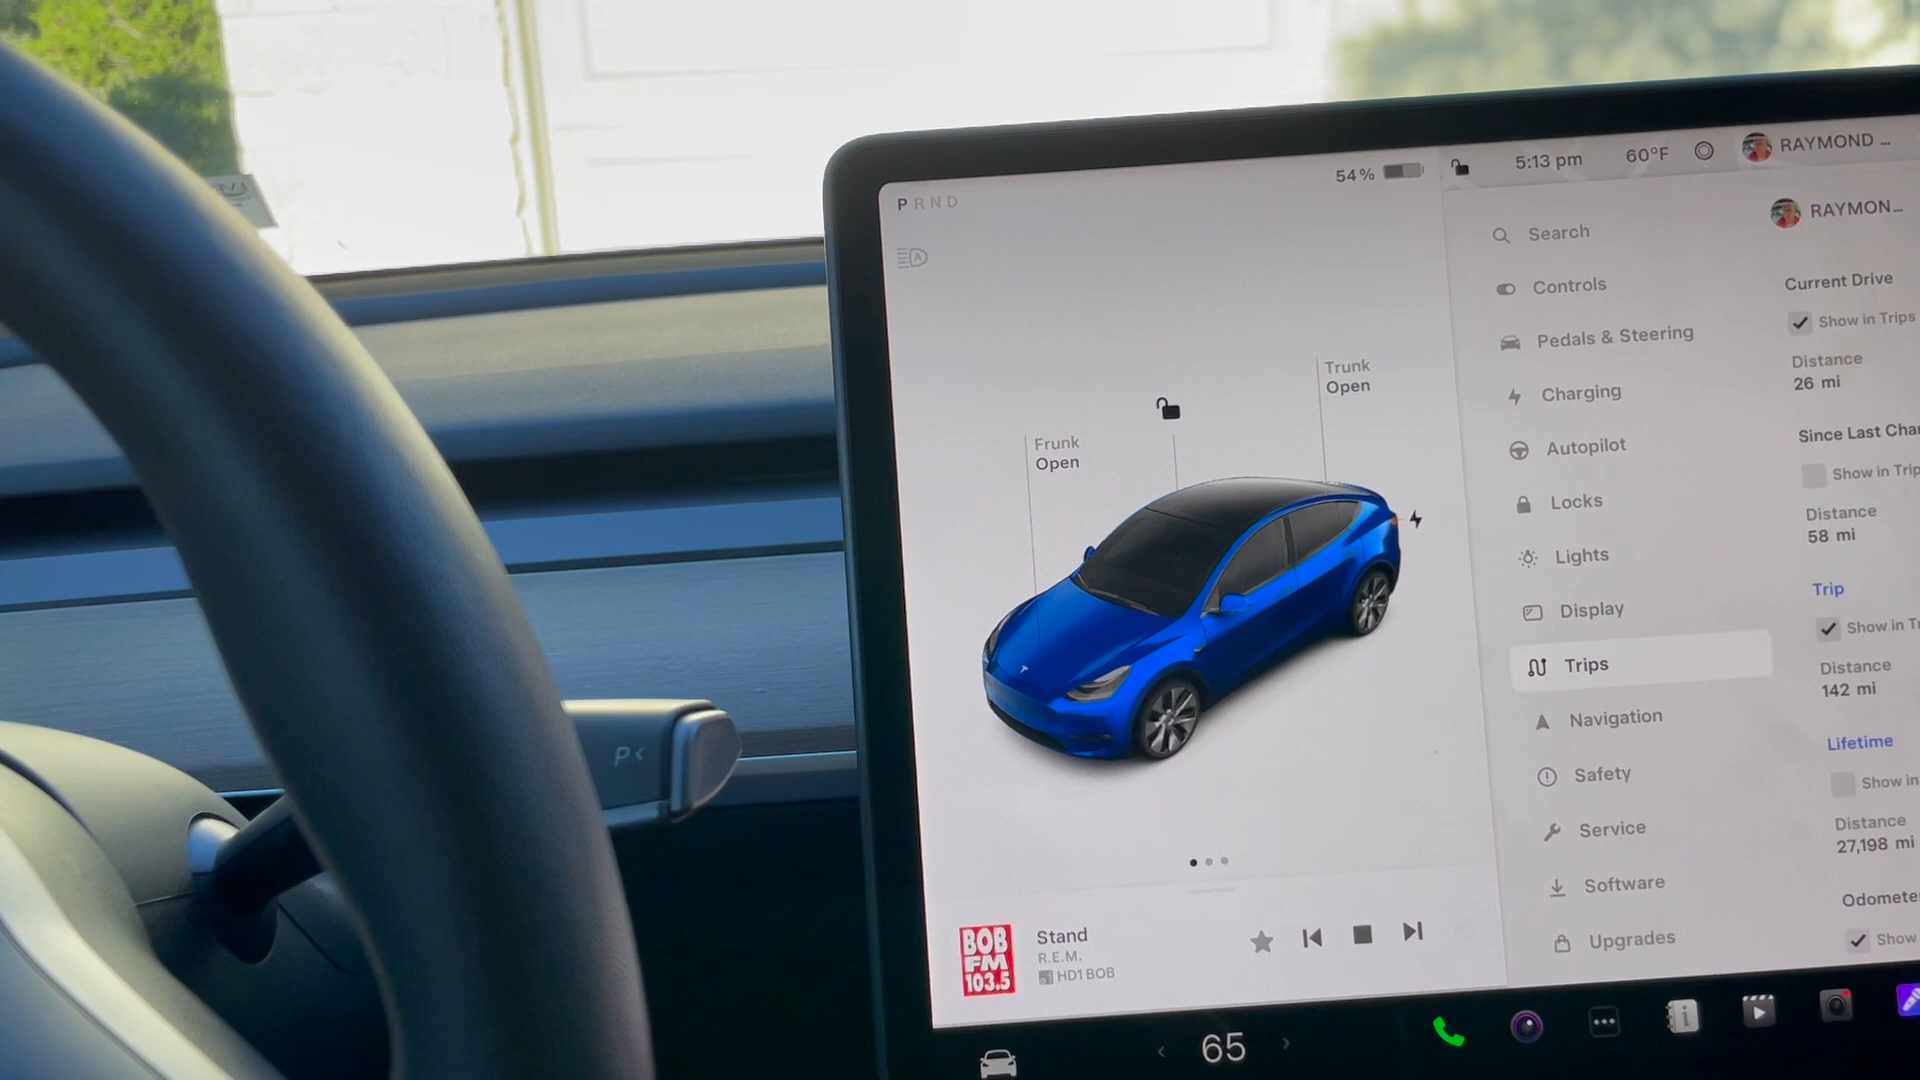 54%
5:13 pm
60°F
RAYMOND ...
P R N D
A
Trunk
Open
Frunk
Open
Search
Controls
Pedals & Steering
Charging
Autopilot
Locks
Lights
Display
Trips
Navigation
Safety
Service
Software
Upgrades
RAYMON...
Current Drive
Show in Trips
Distance
26 mi
Since Last
Show in
Distance
58 mi
Trip
Show in
Distance
142 mi
Lifetime
Show in
Distance
27,198 mi
Show
BOB
FM
103.5
Stand
R.E.M.
HD1 BOB
P<
< 65 >